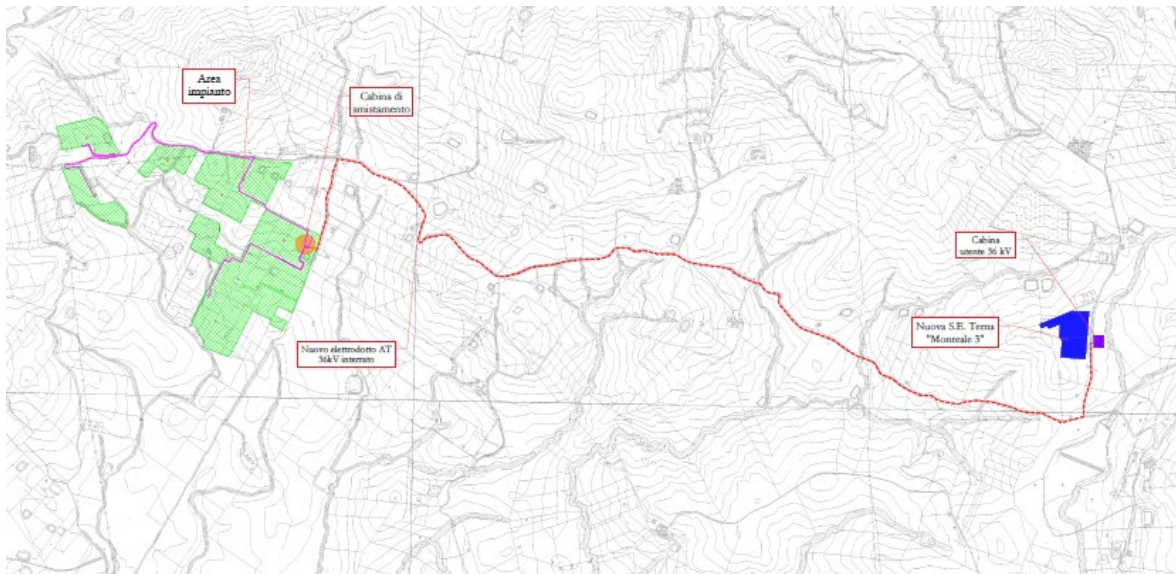 Area
impianto
Cabina di
smistamento
Cabina
utente 36 kV
Nuova S.E. Terna
"Monreale 3"
Nuovo elettrodotto AT
36kV interrato